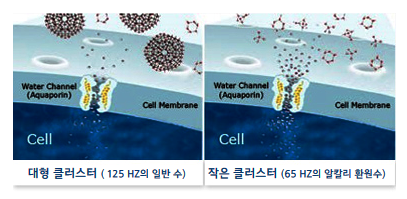 Water Channel
(Aquaporin)
Cell Membrane
Cell
대형 클러스터 ( 125 HZ의 일반 수)
Water Channel
(Aquaporin)
Cell Membrane
Cell
작은 클러스터 (65 HZ의 알칼리 환원수)